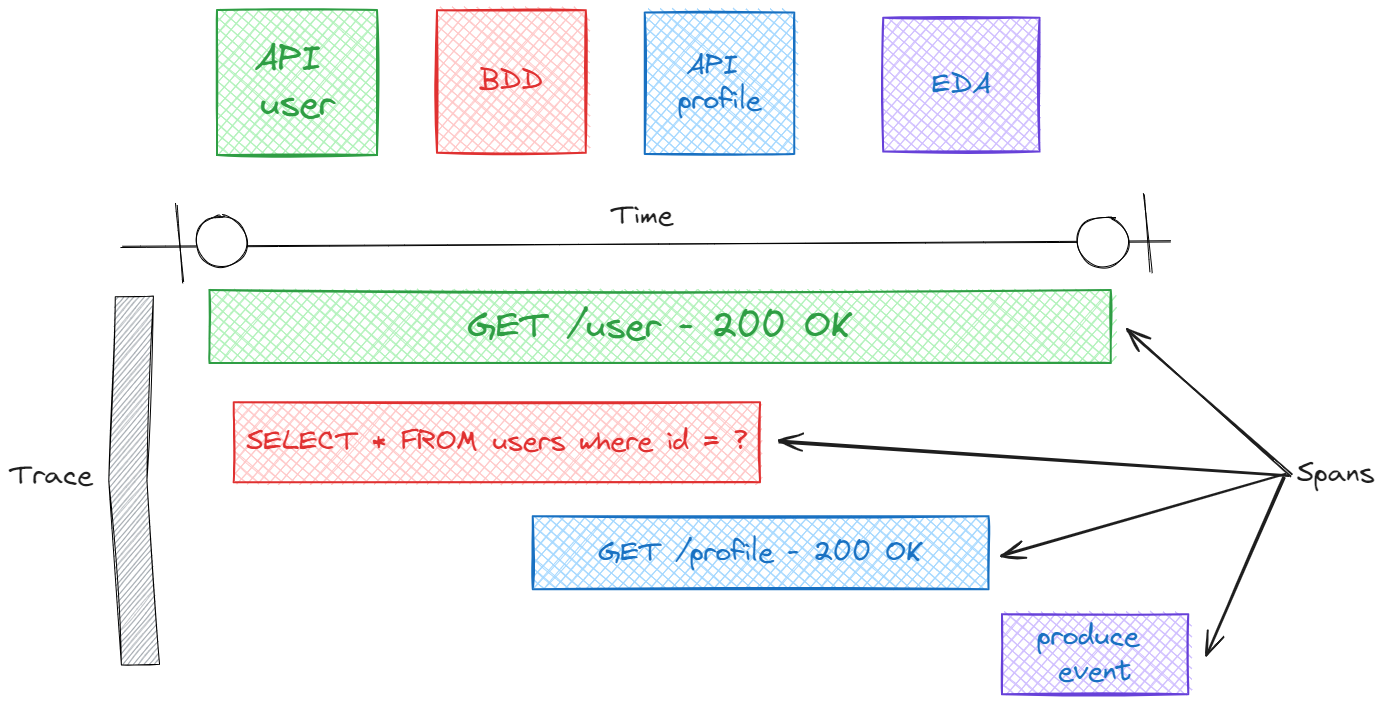 API
user
BDD
API
profile
EDA
Time
GET /user - 200 OK
SELECT * FROM users where id = ?
Trace
Spans
GET /profile - 200 OK
produce
event